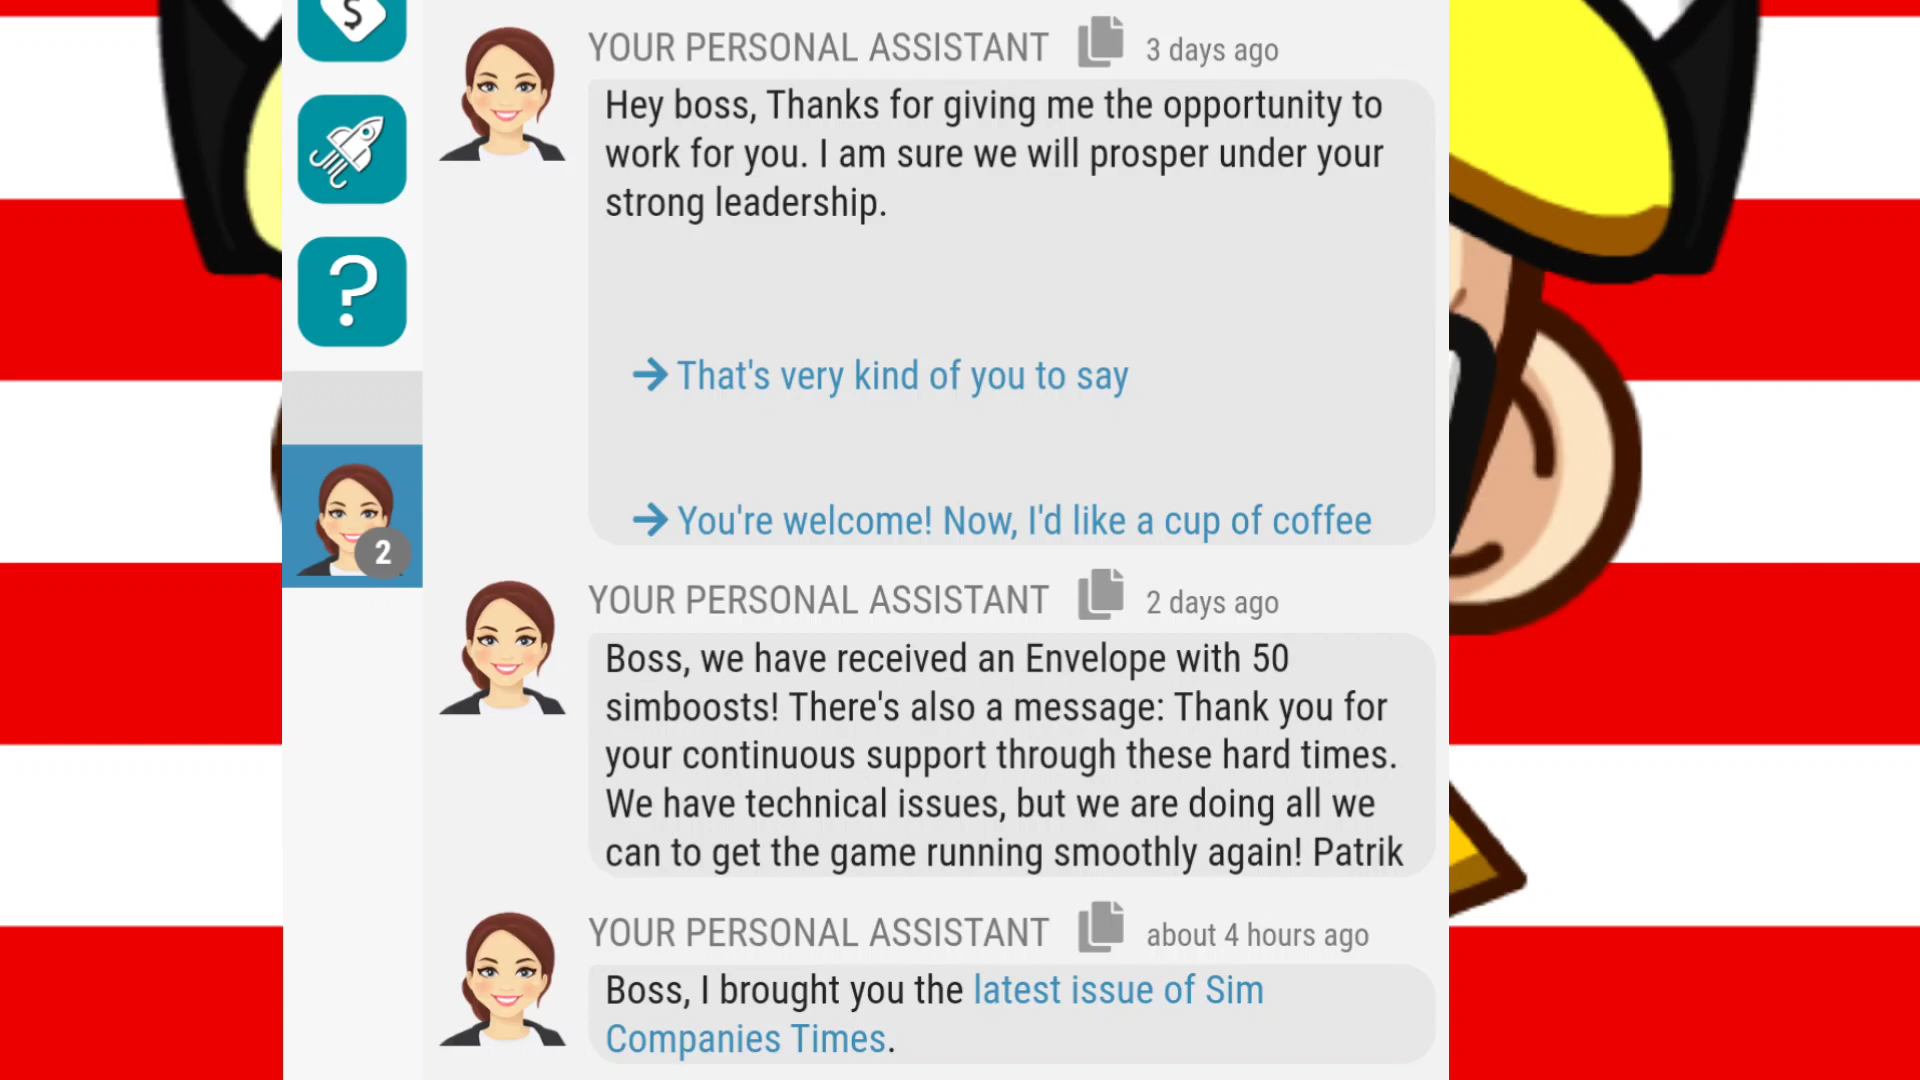 YOUR PERSONAL ASSISTANT 3 days ago
Hey boss, Thanks for giving me the opportunity to
work for you. I am sure we will prosper under your
strong leadership.
That's very kind of you to say
You're welcome! Now, I'd like a cup of coffee
2
YOUR PERSONAL ASSISTANT 2 days ago
Boss, we have received an Envelope with 50
simboosts! There's also a message: Thank you for
your continuous support through these hard times.
We have technical issues, but we are doing all we
can to get the game running smoothly again! Patrik
YOUR PERSONAL ASSISTANT about 4 hours ago
Boss, I brought you the latest issue of Sim
Companies Times.